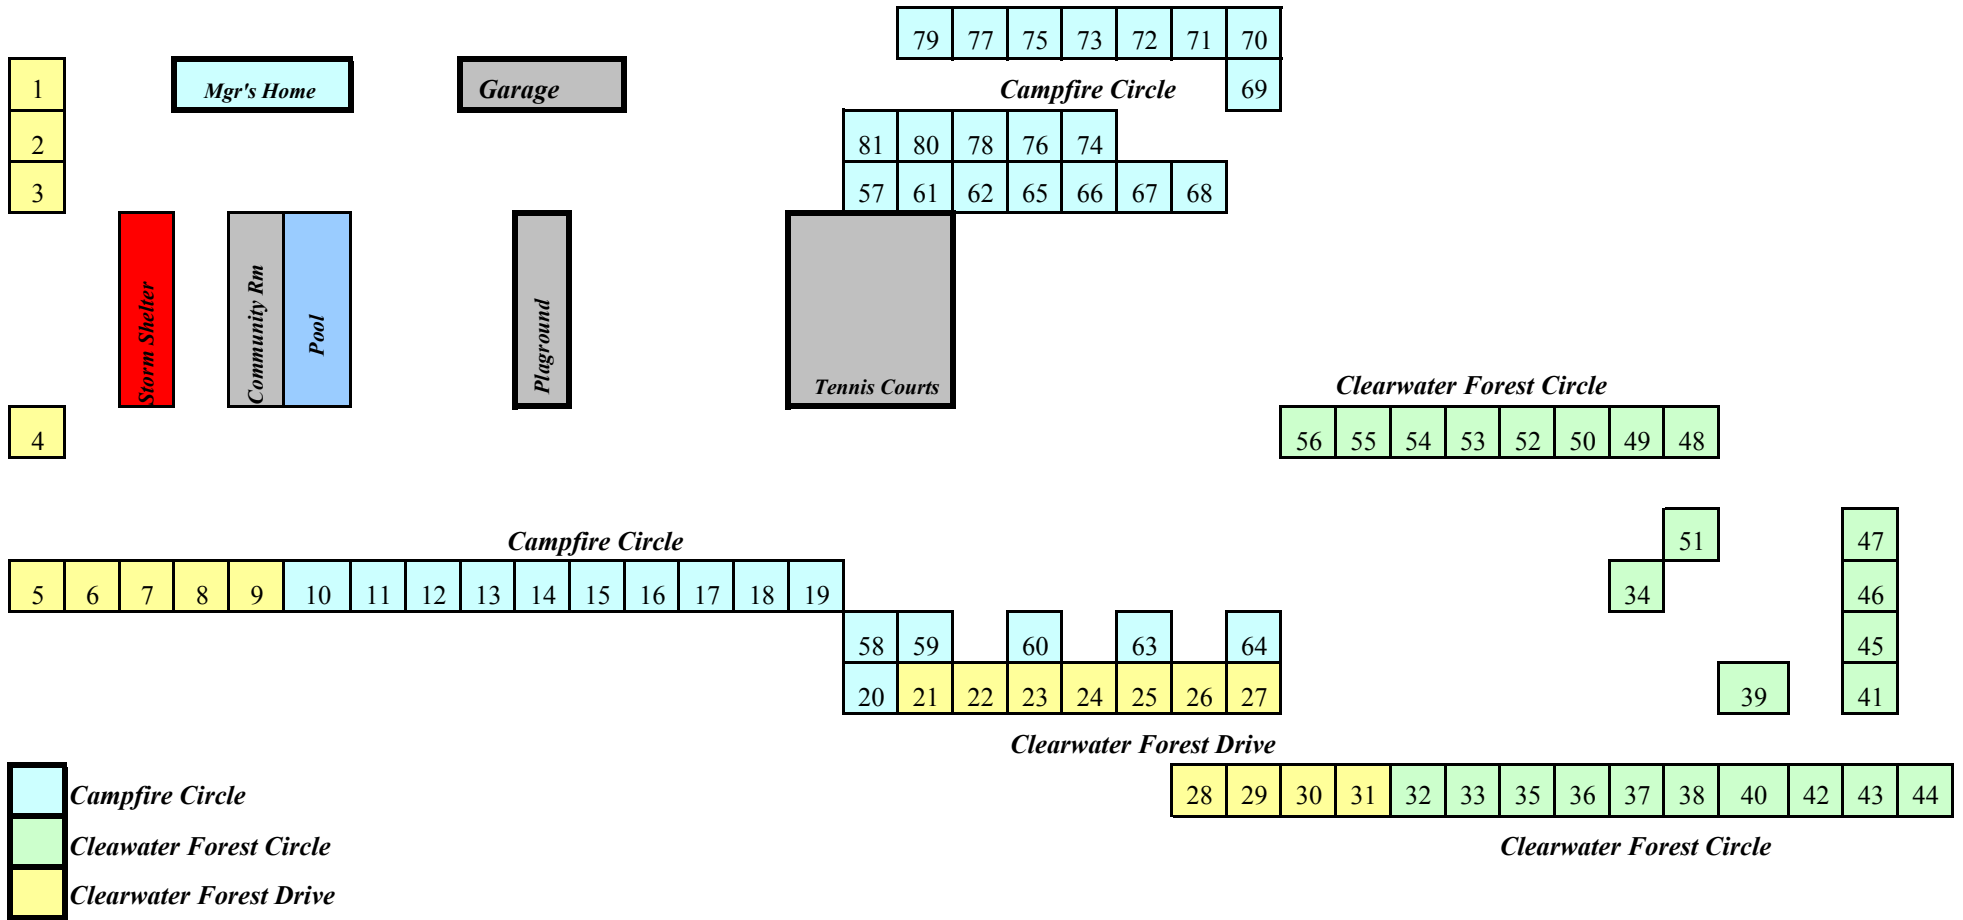 79 77 75 73 72 71 70
1 Mgr's Home Garage Campfire Circle 69
2 81 80 78 76 74
3 57 61 62 65 66 67 68
Storm Shelter
Community Rm
Pool
Plaground
Tennis Courts
Clearwater Forest Circle
4 56 55 54 53 52 50 49 48
Campfire Circle 51 47
5 6 7 8 9 10 11 12 13 14 15 16 17 18 19 34 46
58 59 60 63 64 45
20 21 22 23 24 25 26 27 39 41
Clearwater Forest Drive
Campfire Circle 28 29 30 31 32 33 35 36 37 38 40 42 43 44
Cleawater Forest Circle Clearwater Forest Circle
Clearwater Forest Drive